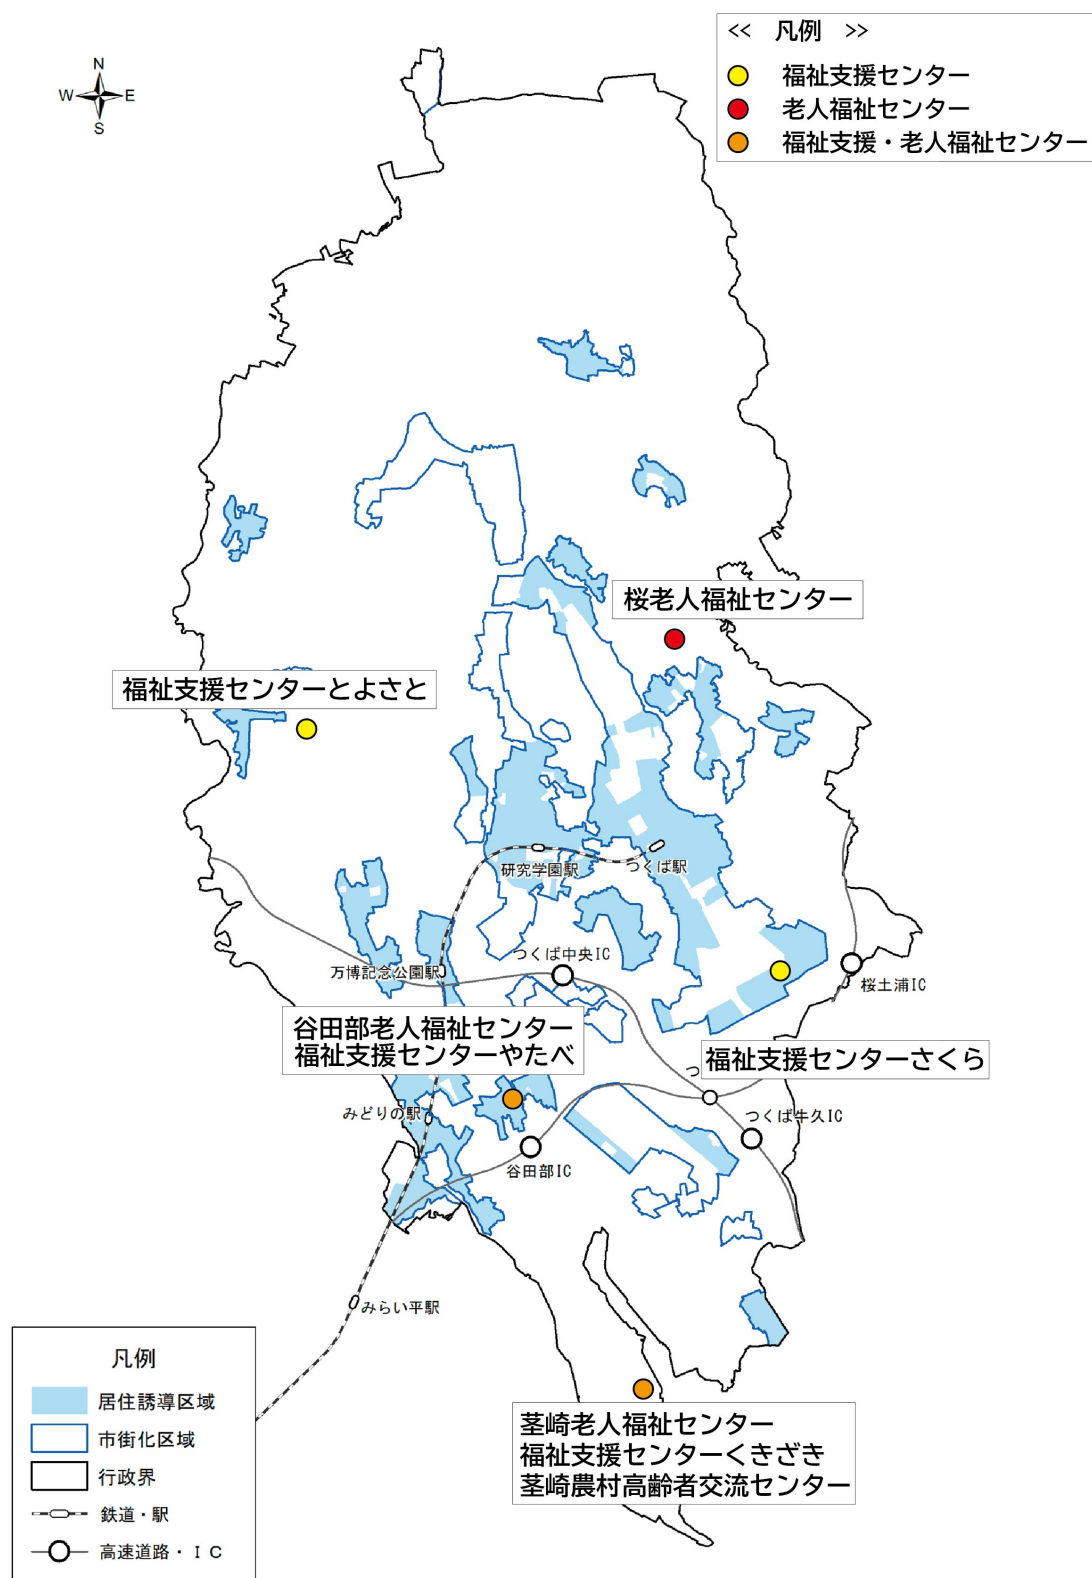 << 凡例 >>
福祉支援センター
老人福祉センター
福祉支援・老人福祉センター
N
W E
S
桜老人福祉センター
福祉支援センターとよさと
研究学園駅
つくば駅
つくば中央IC
万博記念公園駅
桜土浦IC
谷田部老人福祉センター
福祉支援センターやたべ
福祉支援センターさくら
つ
みどりの駅
つくば牛久IC
谷田部IC
みらい平駅
茎崎老人福祉センター
福祉支援センターくきざき
茎崎農村高齢者交流センター
凡例
居住誘導区域
市街化区域
行政界
鉄道・駅
高速道路・IC